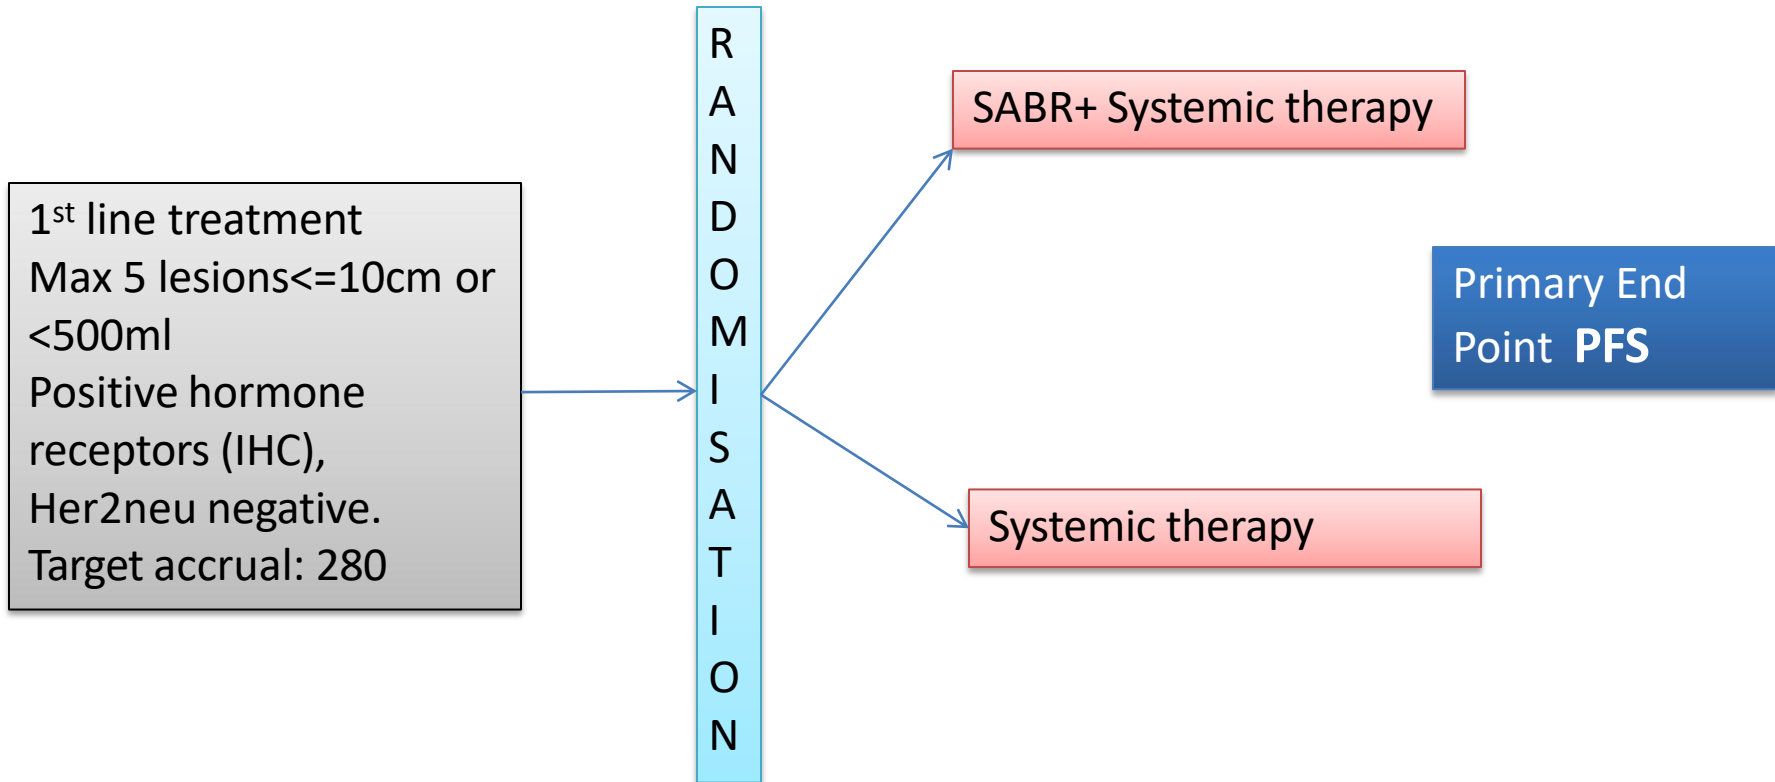 1st line treatment
Max 5 lesions<=10cm or
<500ml
Positive hormone
receptors (IHC),
Her2neu negative.
Target accrual: 280
R
A
N
D
O
M
I
S
A
T
I
O
N
SABR+ Systemic therapy
Systemic therapy
Primary End
Point PFS